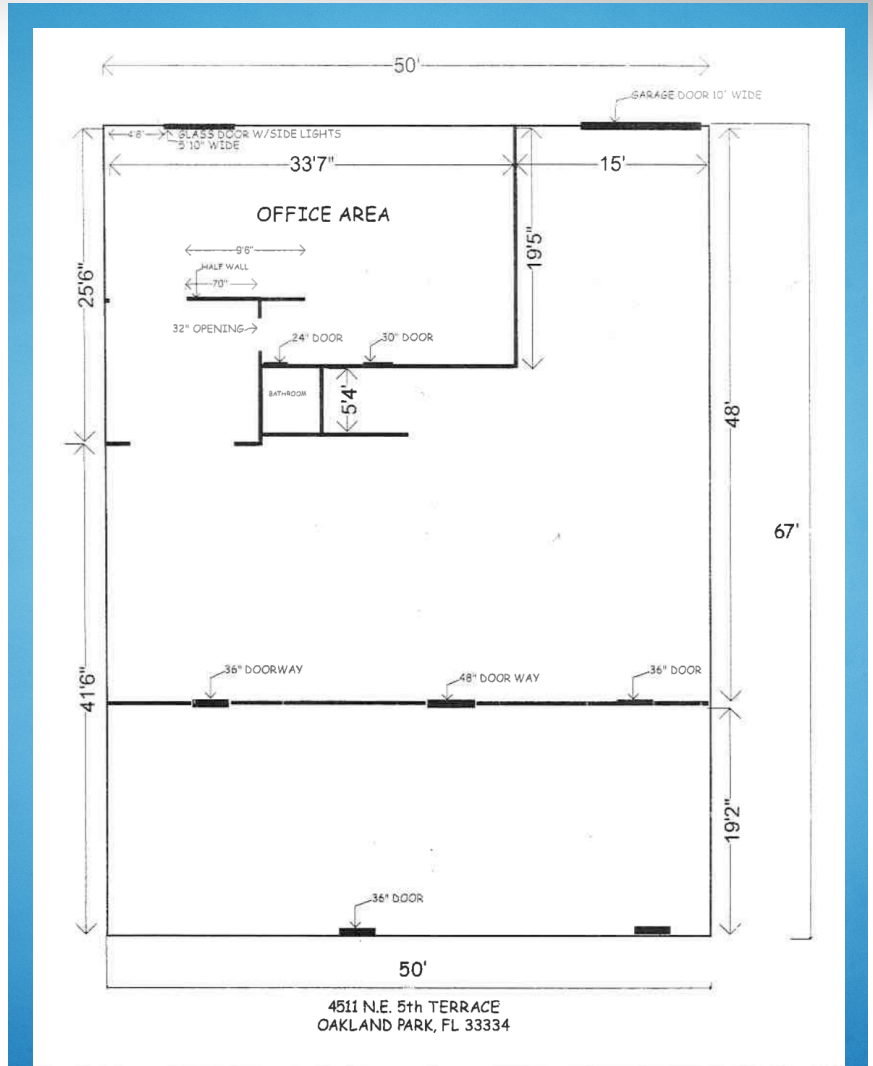 50'
GARAGE DOOR 10' WIDE
4'8'
GLASS DOOR W/SIDE LIGHTS
5'10" WIDE
33'7"
15'
OFFICE AREA
19'5"
9'6"
HALF WALL
70"
25'6"
32" OPENING
24" DOOR
30" DOOR
BATHROOM
5'4'
48'
67'
36" DOORWAY
48" DOOR WAY
36" DOOR
41'6"
19'2"
36" DOOR
50'
4511 N.E. 5th TERRACE
OAKLAND PARK, FL 33334